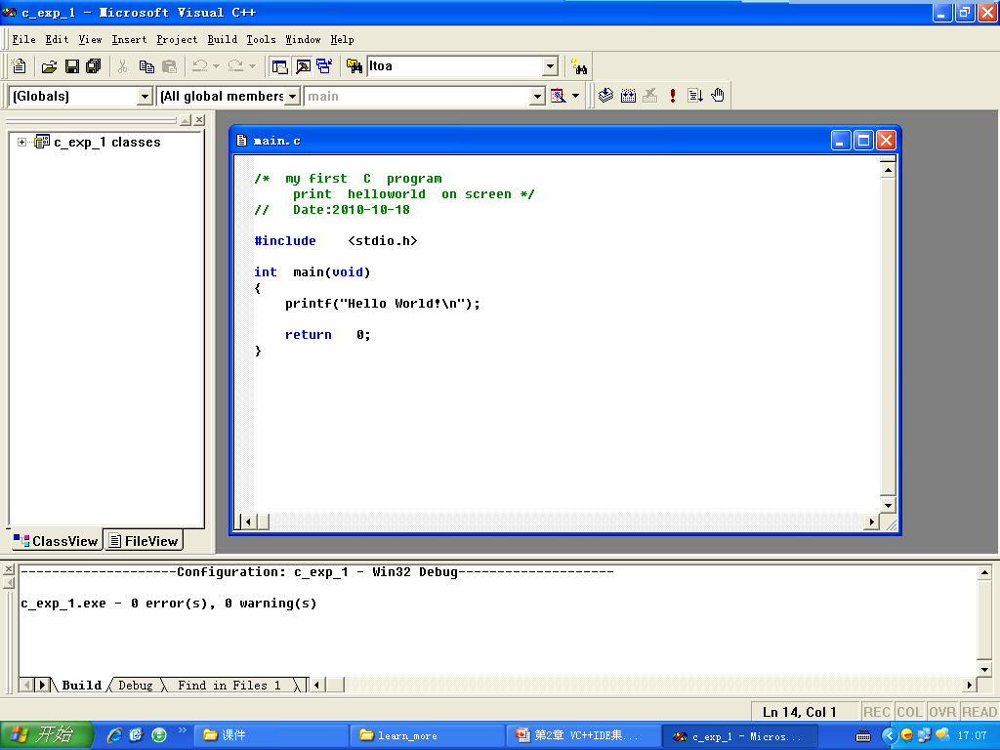 c_exp_1 - Microsoft Visual C++
File Edit View Insert Project Build Tools Window Help
ltoa
(Globals) (All global members main
c_exp_1 classes
main.c
/*  my first  C  program
     print  helloworld  on screen */
//   Date:2010-10-18
#include    <stdio.h>
int  main(void)
{
    printf("Hello World!\n");
    return   0;
}
ClassView FileView
--------------------Configuration: c_exp_1 - Win32 Debug--------------------
c_exp_1.exe - 0 error(s), 0 warning(s)
Build Debug Find in Files 1
Ln 14, Col 1 REC COL OVR READ
开始 课件 learn_more 第2章 VC++IDE集... c_exp_1 - Micros... 17:07